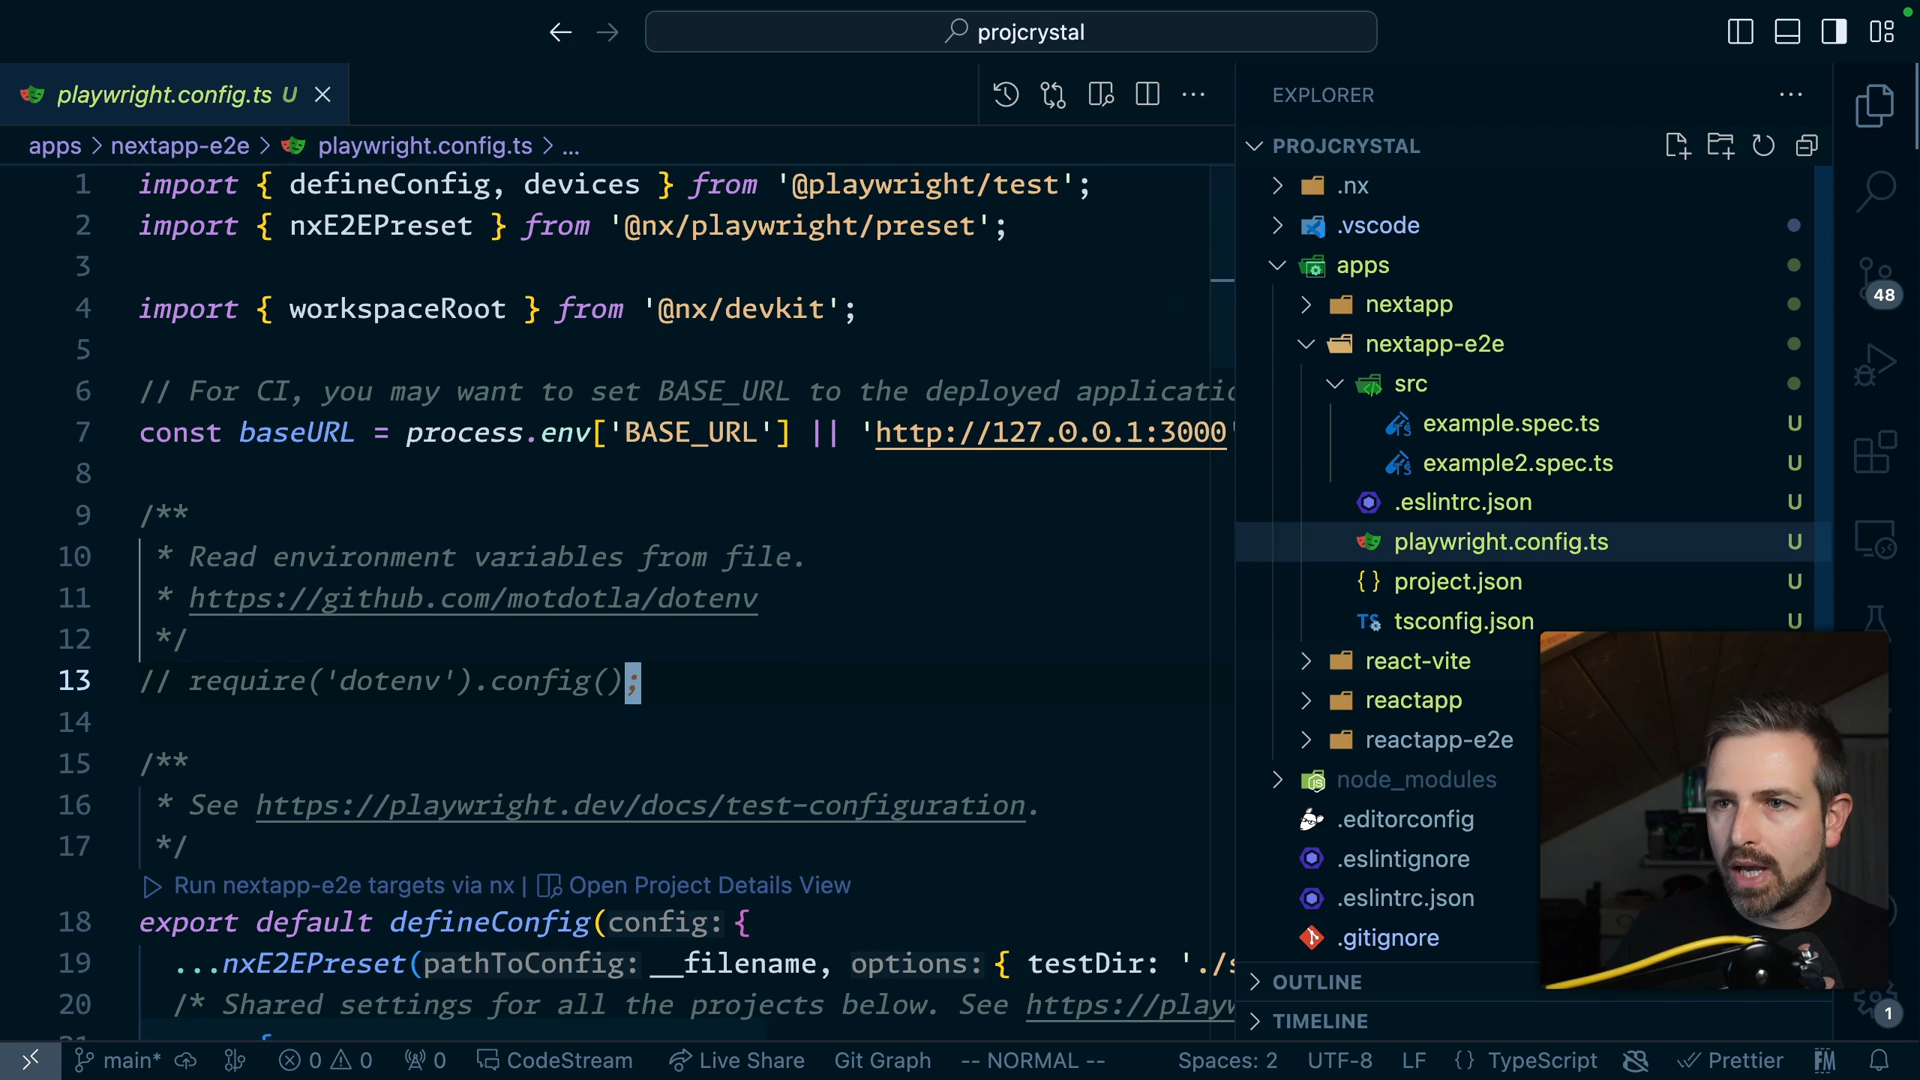 projcrystal
playwright.config.ts U
EXPLORER
apps > nextapp-e2e > playwright.config.ts > ...
1 import { defineConfig, devices } from '@playwright/test';
2 import { nxE2EPreset } from '@nx/playwright/preset';
3
4 import { workspaceRoot } from '@nx/devkit';
5
6 // For CI, you may want to set BASE_URL to the deployed applicatio
7 const baseURL = process.env['BASE_URL'] || 'http://127.0.0.1:3000'
8
9 /**
10 * Read environment variables from file.
11 * https://github.com/motdotla/dotenv
12 */
13 // require('dotenv').config();
14
15 /**
16 * See https://playwright.dev/docs/test-configuration.
17 */
Run nextapp-e2e targets via nx | Open Project Details View
18 export default defineConfig(config: {
19 ...nxE2EPreset(pathToConfig: __filename, options: { testDir: './s
20 /* Shared settings for all the projects below. See https://playw
PROJCRYSTAL
.nx
.vscode
apps
nextapp
nextapp-e2e
src
example.spec.ts U
example2.spec.ts U
.eslintrc.json U
playwright.config.ts U
{} project.json U
TS tsconfig.json U
react-vite
reactapp
reactapp-e2e
node_modules
.editorconfig
.eslintignore
.eslintrc.json
.gitignore
OUTLINE
TIMELINE
48
1
main* 0 0 0 CodeStream Live Share Git Graph -- NORMAL -- Spaces: 2 UTF-8 LF {} TypeScript Prettier FM